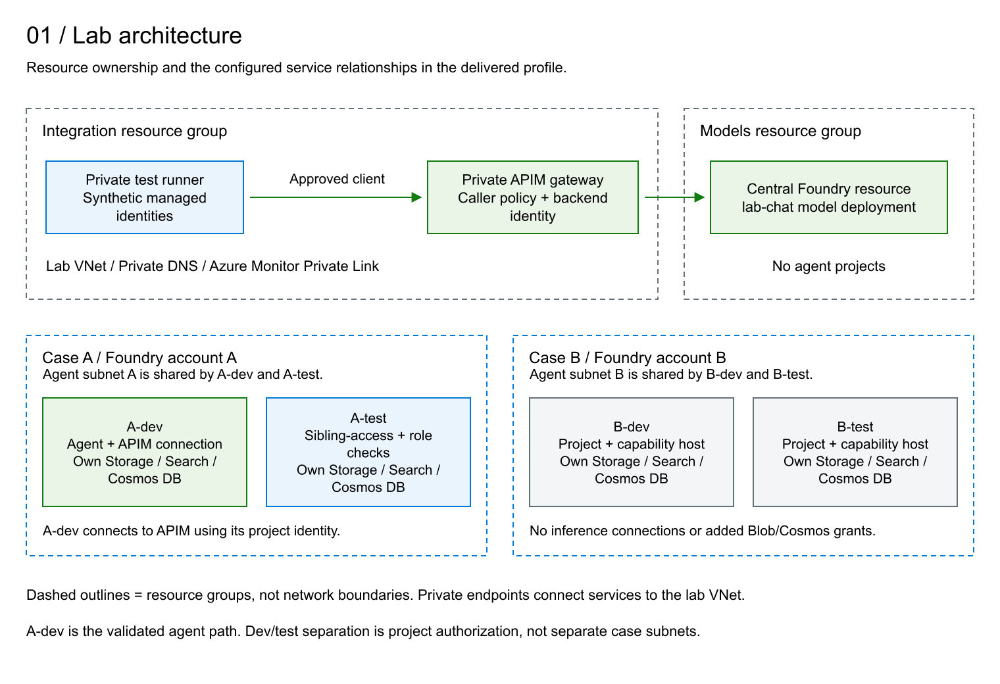 01 / Lab architecture
Resource ownership and the configured service relationships in the delivered profile.
Integration resource group
Private test runner
Synthetic managed
identities
Approved client
Private APIM gateway
Caller policy + backend
identity
Lab VNet / Private DNS / Azure Monitor Private Link
Models resource group
Central Foundry resource
lab-chat model deployment
No agent projects
Case A / Foundry account A
Agent subnet A is shared by A-dev and A-test.
A-dev
Agent + APIM connection
Own Storage / Search /
Cosmos DB
A-test
Sibling-access + role
checks
Own Storage / Search /
Cosmos DB
A-dev connects to APIM using its project identity.
Case B / Foundry account B
Agent subnet B is shared by B-dev and B-test.
B-dev
Project + capability host
Own Storage / Search /
Cosmos DB
B-test
Project + capability host
Own Storage / Search /
Cosmos DB
No inference connections or added Blob/Cosmos grants.
Dashed outlines = resource groups, not network boundaries. Private endpoints connect services to the lab VNet.
A-dev is the validated agent path. Dev/test separation is project authorization, not separate case subnets.